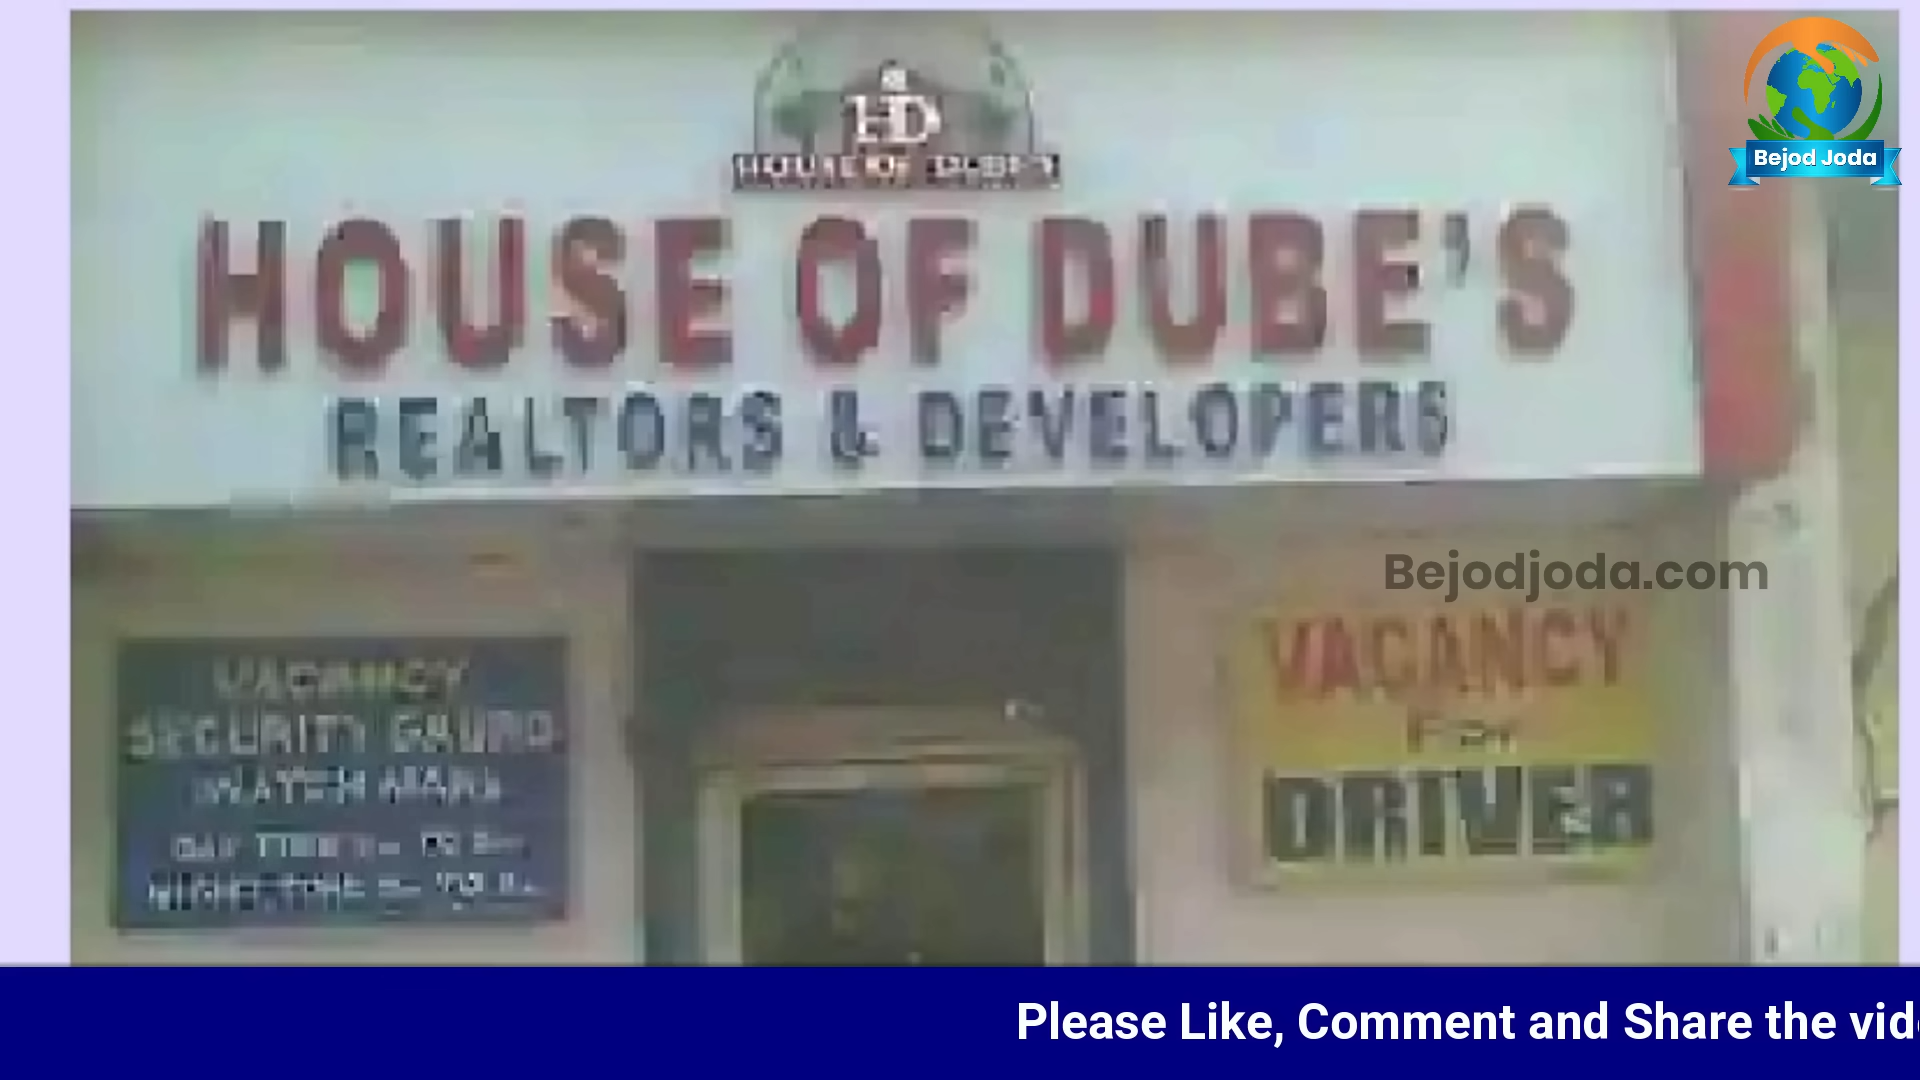 Bejod Joda
HD
HOUSE OF DUBE'S
HOUSE OF DUBE'S
REALTORS & DEVELOPERS
Bejodjoda.com
VACANCY
SECURITY GAURD
VACANCY
For
DRIVER
Please Like, Comment and Share the vid